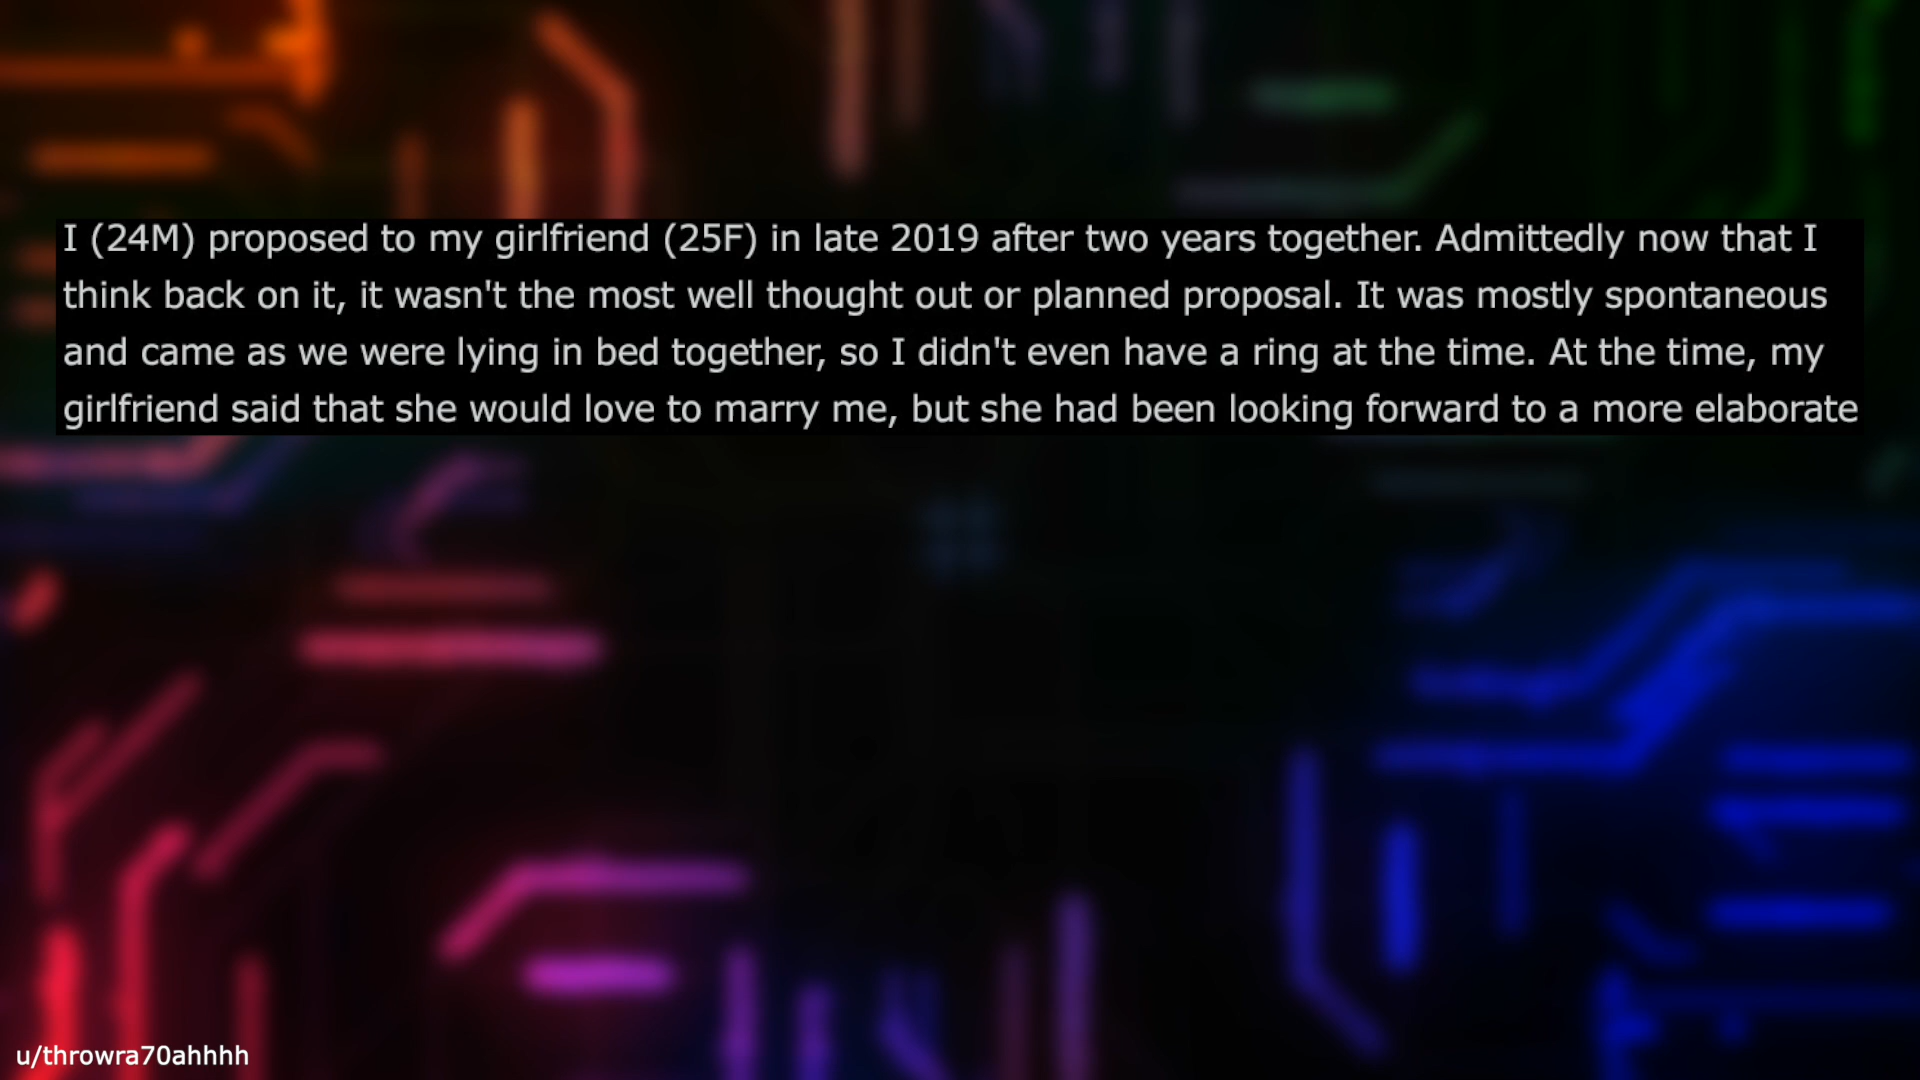 I (24M) proposed to my girlfriend (25F) in late 2019 after two years together. Admittedly now that I
think back on it, it wasn't the most well thought out or planned proposal. It was mostly spontaneous
and came as we were lying in bed together, so I didn't even have a ring at the time. At the time, my
girlfriend said that she would love to marry me, but she had been looking forward to a more elaborate
u/throwra70ahhhh